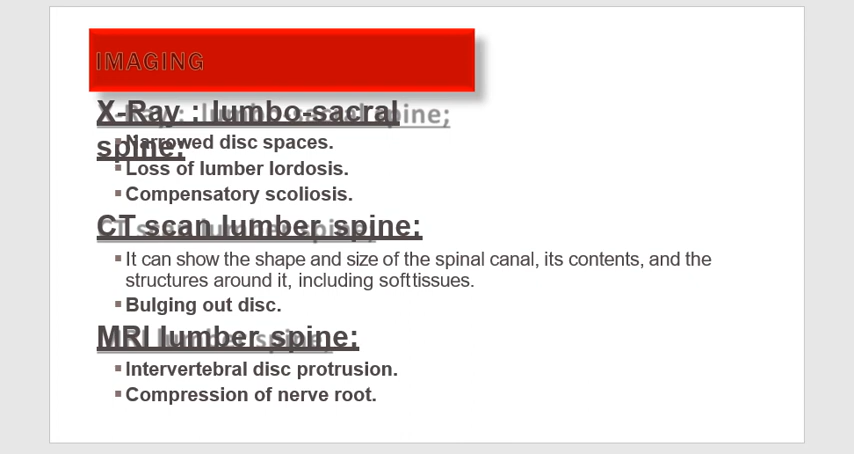 IMAGING
X-Ray : lumbo-sacral
spine:
Narrowed disc spaces.
Loss of lumber lordosis.
Compensatory scoliosis.
CT scan lumber spine:
It can show the shape and size of the spinal canal, its contents, and the
structures around it, including soft tissues.
Bulging out disc.
MRI lumber spine:
Intervertebral disc protrusion.
Compression of nerve root.